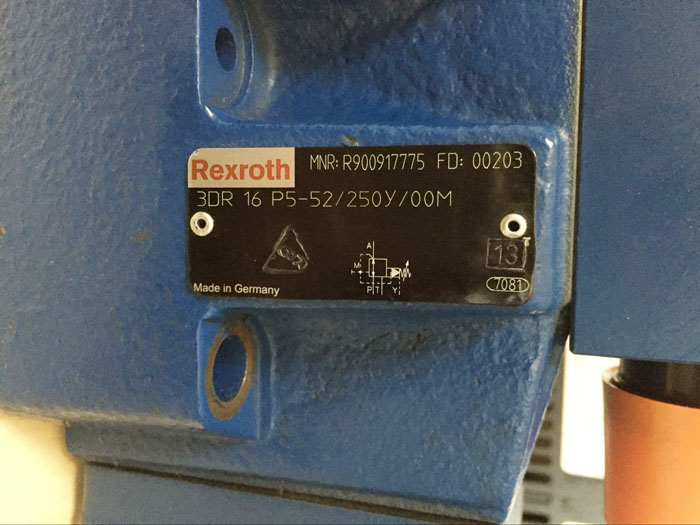 Rexroth MNR: R900917775 FD: 00203
3DR 16 P5-52/250Y/00M
13
A
M
P T Y
Made in Germany
7081